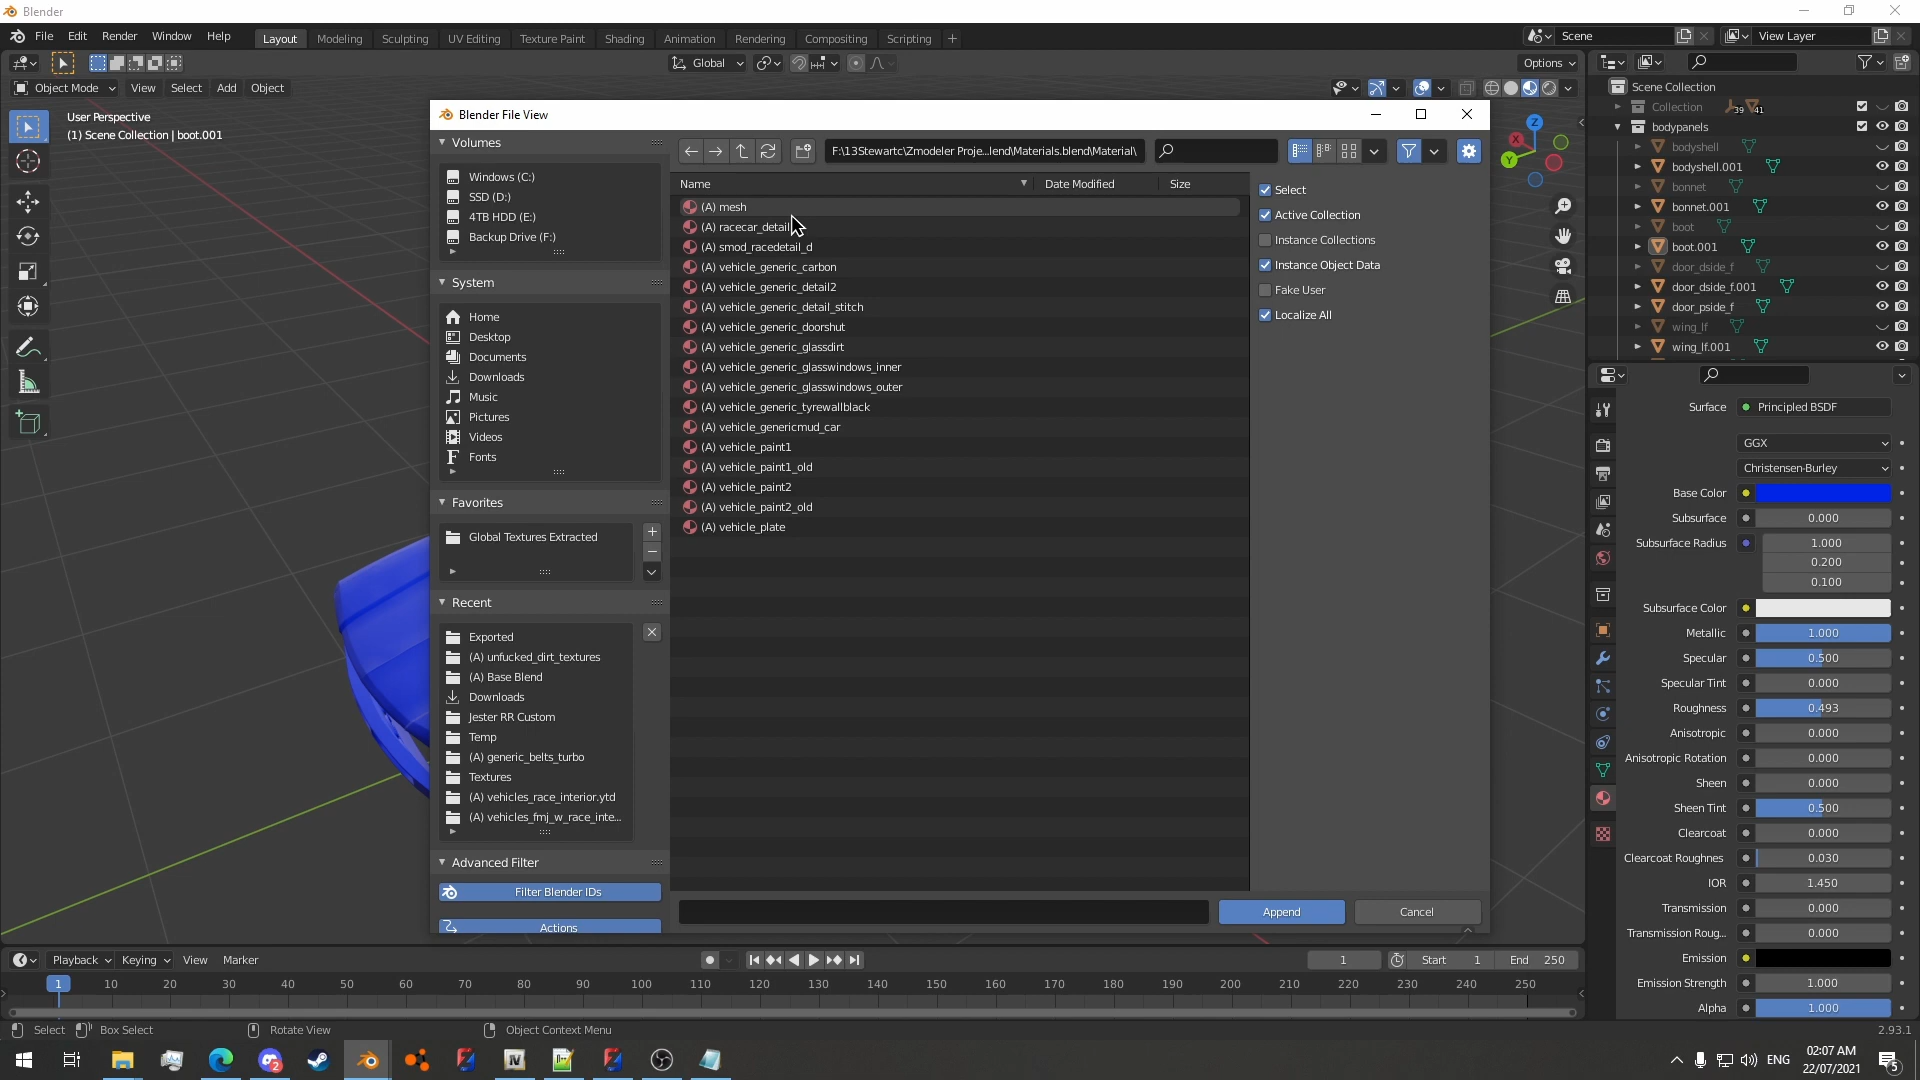 Blender
File Edit Render Window Help
Layout Modeling Sculpting UV Editing Texture Paint Shading Animation Rendering Compositing Scripting +
Scene View Layer
Global Options
Object Mode View Select Add Object
User Perspective
(1) Scene Collection | boot.001
Blender File View
Volumes
Windows (C:)
SSD (D:)
4TB HDD (E:)
Backup Drive (F:)
System
Home
Desktop
Documents
Downloads
Music
Pictures
Videos
Fonts
Favorites
Global Textures Extracted
Recent
Exported
(A) unfucked_dirt_textures
(A) Base Blend
Downloads
Jester RR Custom
Temp
(A) generic_belts_turbo
Textures
(A) vehicles_race_interior.ytd
(A) vehicles_fmj_w_race_inte...
Advanced Filter
Filter Blender IDs
Actions
F:\13Stewartc\Zmodeler Proje...lend\Materials.blend\Material\
Name Date Modified Size
(A) mesh
(A) racecar_detail
(A) smod_racedetail_d
(A) vehicle_generic_carbon
(A) vehicle_generic_detail2
(A) vehicle_generic_detail_stitch
(A) vehicle_generic_doorshut
(A) vehicle_generic_glassdirt
(A) vehicle_generic_glasswindows_inner
(A) vehicle_generic_glasswindows_outer
(A) vehicle_generic_tyrewallblack
(A) vehicle_genericmud_car
(A) vehicle_paint1
(A) vehicle_paint1_old
(A) vehicle_paint2
(A) vehicle_paint2_old
(A) vehicle_plate
Select
Active Collection
Instance Collections
Instance Object Data
Fake User
Localize All
Append Cancel
Z
X
Y
Scene Collection
Collection 39 41
bodypanels
bodyshell
bodyshell.001
bonnet
bonnet.001
boot
boot.001
door_dside_f
door_dside_f.001
door_pside_f
wing_lf
wing_lf.001
Surface Principled BSDF
GGX
Christensen-Burley
Base Color
Subsurface 0.000
Subsurface Radius 1.000
0.200
0.100
Subsurface Color
Metallic 1.000
Specular 0.500
Specular Tint 0.000
Roughness 0.493
Anisotropic 0.000
Anisotropic Rotation 0.000
Sheen 0.000
Sheen Tint 0.500
Clearcoat 0.000
Clearcoat Roughnes 0.030
IOR 1.450
Transmission 0.000
Transmission Roug... 0.000
Emission
Emission Strength 1.000
Alpha 1.000
Playback Keying View Marker
1 Start 1 End 250
1 10 20 30 40 50 60 70 80 90 100 110 120 130 140 150 160 170 180 190 200 210 220 230 240 250
Select Box Select Rotate View Object Context Menu
2.93.1
2 ENG 02:07 AM
22/07/2021
5